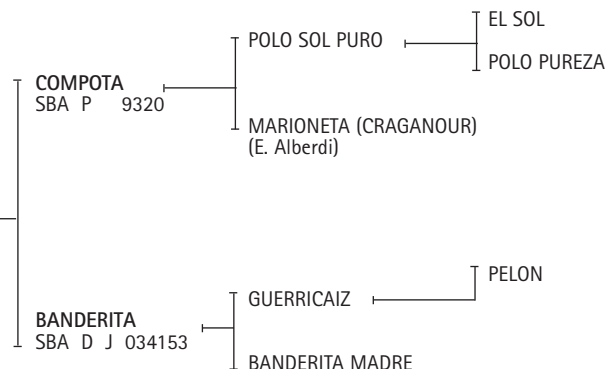 EL SOL
POLO SOL PURO
POLO PUREZA
COMPOTA
SBA P 9320
MARIONETA (CRAGANOUR)
(E. Alberdi)
PELON
GUERRICAIZ
BANDERITA
SBA D J 034153
BANDERITA MADRE